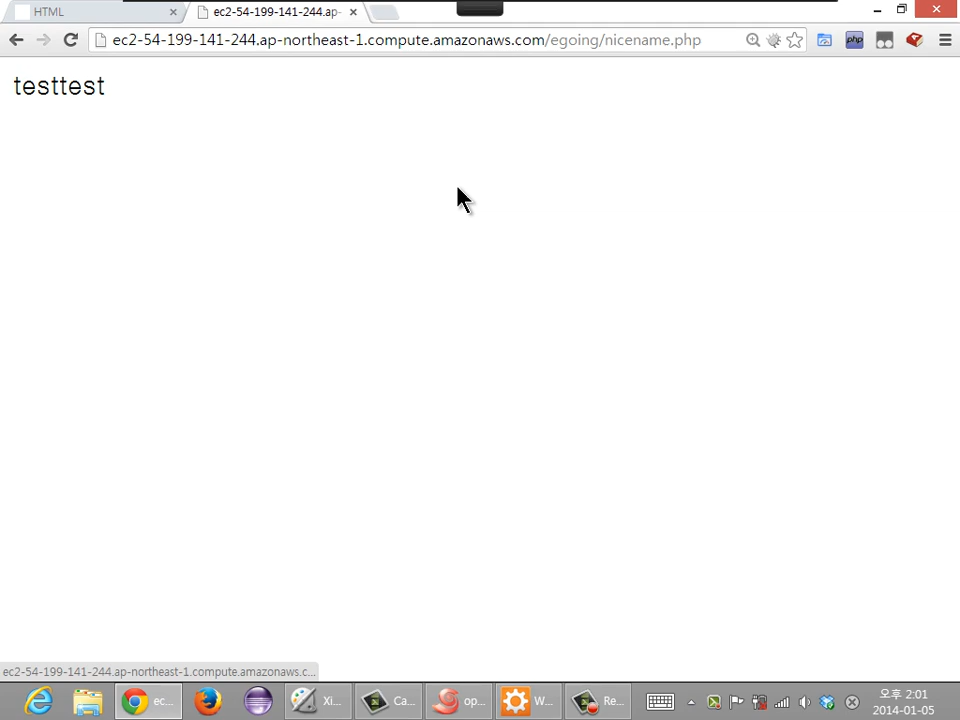 HTML
ec2-54-199-141-244.ap-
ec2-54-199-141-244.ap-northeast-1.compute.amazonaws.com/egoing/nicename.php
php
testtest
ec2-54-199-141-244.ap-northeast-1.compute.amazonaws.c...
ec...
Xi...
Ca...
op...
W...
Re...
오후 2:01
2014-01-05